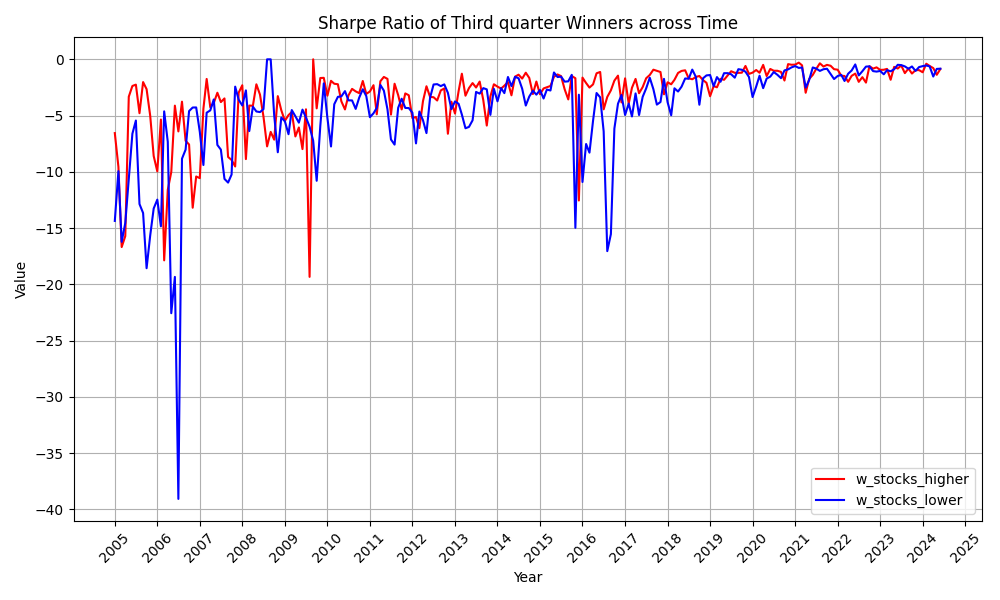 Sharpe Ratio of Third quarter Winners across Time
Value
0
−5
−10
−15
−20
−25
−30
−35
−40
w_stocks_higher
w_stocks_lower
2005 2006 2007 2008 2009 2010 2011 2012 2013 2014 2015 2016 2017 2018 2019 2020 2021 2022 2023 2024 2025
Year